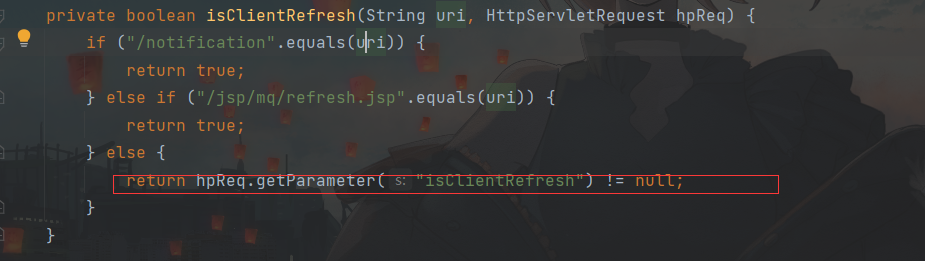 private boolean isClientRefresh(String uri, HttpServletRequest hpReq) {
if ("/notification".equals(uri)) {
return true;
} else if ("/jsp/mq/refresh.jsp".equals(uri)) {
return true;
} else {
return hpReq.getParameter( s: "isClientRefresh") != null;
}
}